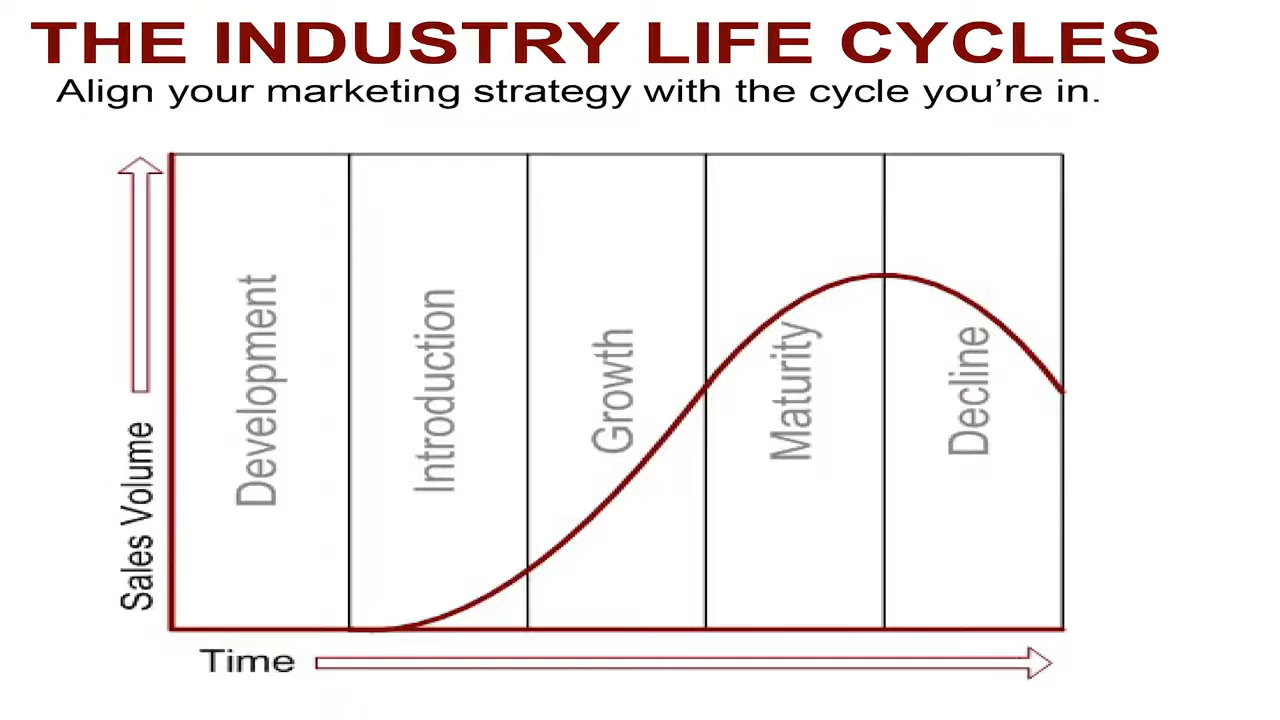 THE INDUSTRY LIFE CYCLES
Align your marketing strategy with the cycle you're in.
Sales Volume
Development
Introduction
Growth
Maturity
Decline
Time